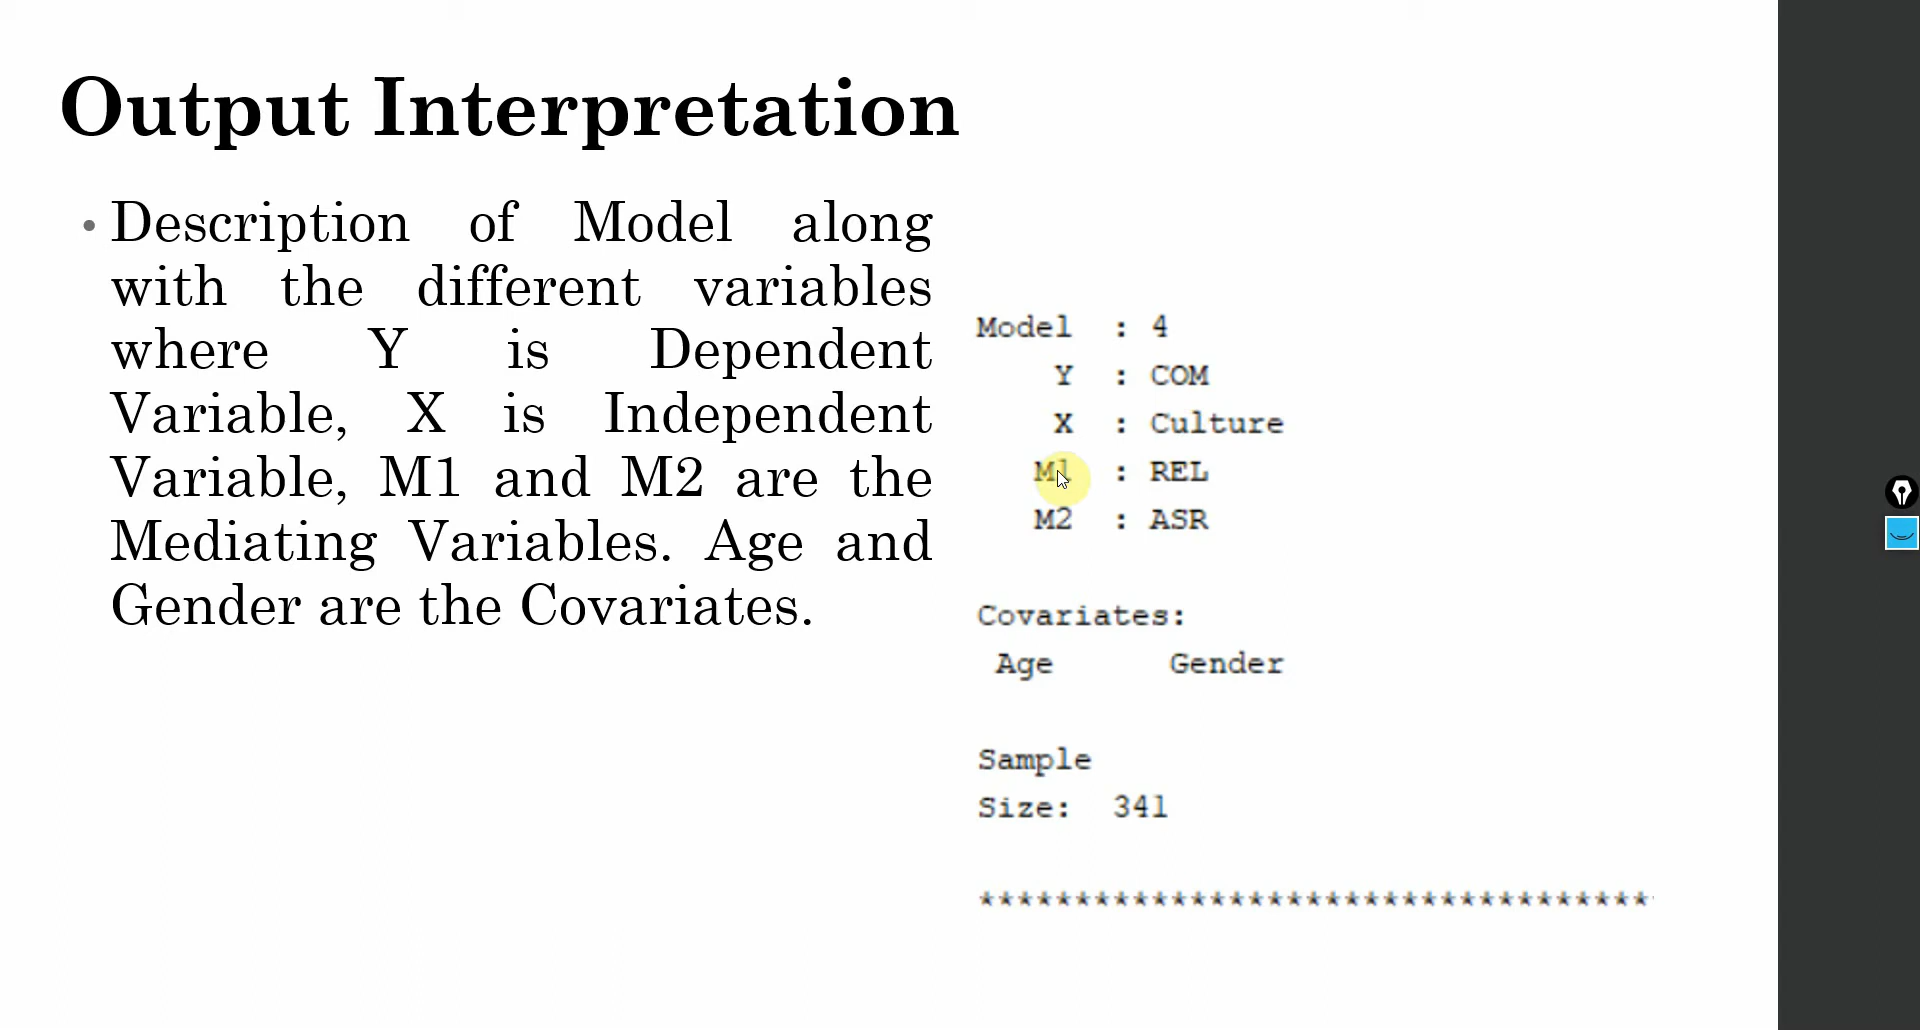 Output Interpretation
• Description of Model along
with the different variables
where Y is Dependent
Variable, X is Independent
Variable, M1 and M2 are the
Mediating Variables. Age and
Gender are the Covariates.
Model : 4
Y : COM
X : Culture
M1 : REL
M2 : ASR
Covariates:
Age Gender
Sample
Size: 341
***********************************